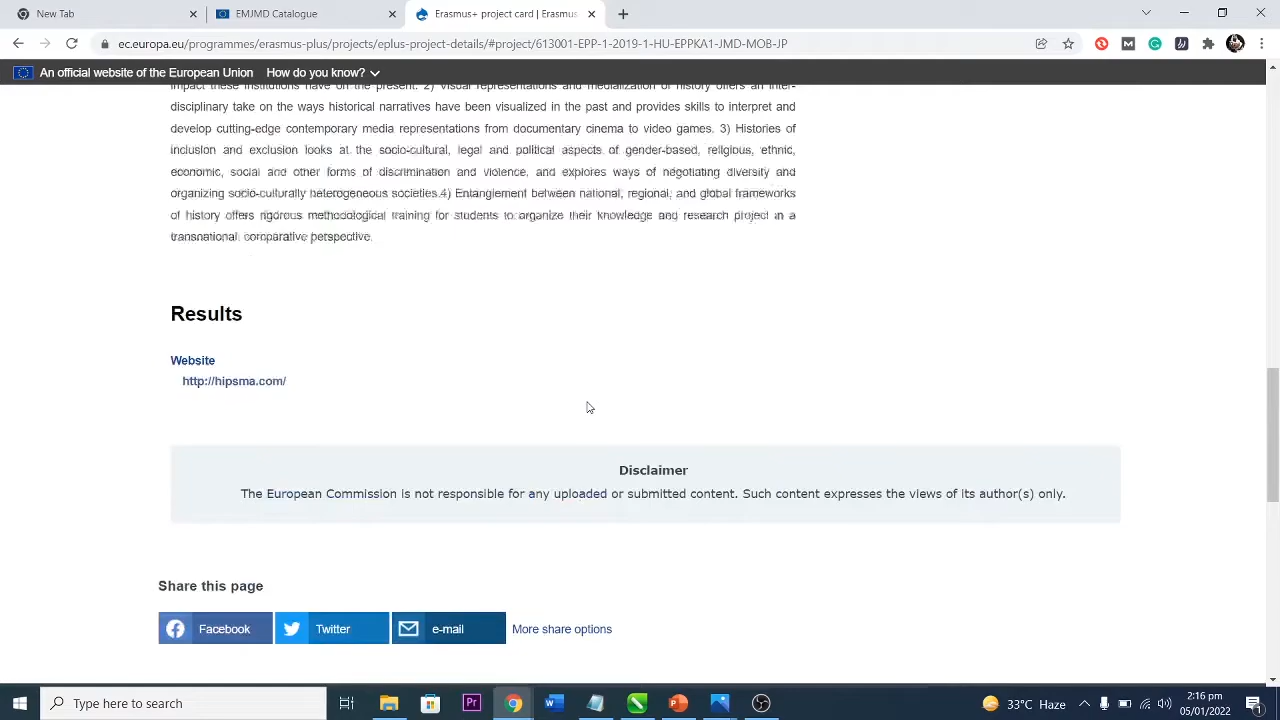 New Tab
EMJMD Catalogue
Erasmus+ project card | Erasmus
ec.europa.eu/programmes/erasmus-plus/projects/eplus-project-details/#project/613001-EPP-1-2019-1-HU-EPPKA1-JMD-MOB-JP
An official website of the European Union How do you know?
impact these institutions have on the present. 2) Visual representations and medialization of history offers an inter-
disciplinary take on the ways historical narratives have been visualized in the past and provides skills to interpret and
develop cutting-edge contemporary media representations from documentary cinema to video games. 3) Histories of
inclusion and exclusion looks at the socio-cultural, legal and political aspects of gender-based, religious, ethnic,
economic, social and other forms of discrimination and violence, and explores ways of negotiating diversity and
organizing socio-culturally heterogeneous societies.4) Entanglement between national, regional, and global frameworks
of history offers rigorous methodological training for students to organize their knowledge and research project in a
transnational comparative perspective.
Results
Website
http://hipsma.com/
Disclaimer
The European Commission is not responsible for any uploaded or submitted content. Such content expresses the views of its author(s) only.
Share this page
Facebook
Twitter
e-mail
More share options
Type here to search
33°C Haze
2:16 pm
05/01/2022